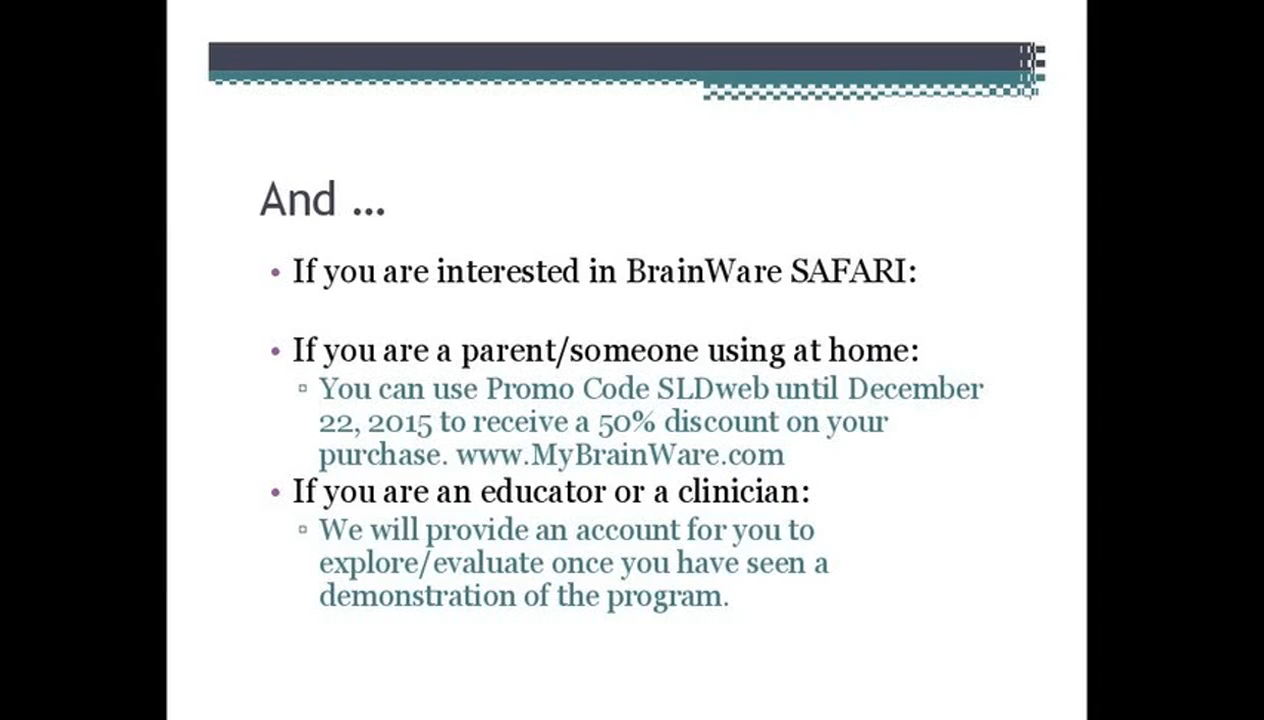 And ...
• If you are interested in BrainWare SAFARI:
• If you are a parent/someone using at home:
▫ You can use Promo Code SLDweb until December
22, 2015 to receive a 50% discount on your
purchase. www.MyBrainWare.com
• If you are an educator or a clinician:
▫ We will provide an account for you to
explore/evaluate once you have seen a
demonstration of the program.